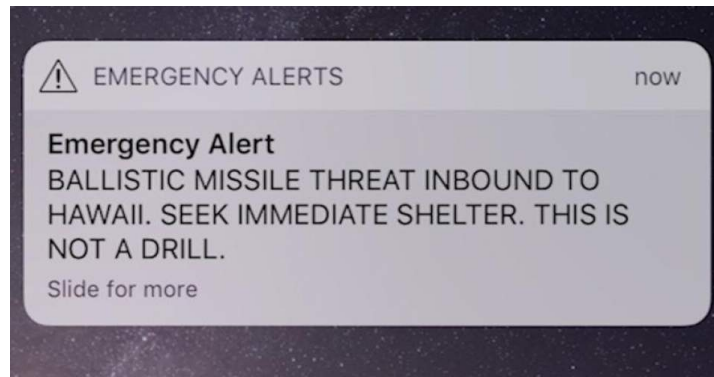 EMERGENCY ALERTS now
Emergency Alert
BALLISTIC MISSILE THREAT INBOUND TO
HAWAII. SEEK IMMEDIATE SHELTER. THIS IS
NOT A DRILL.
Slide for more